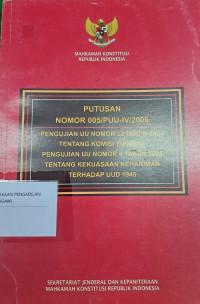 MAHKAMAH KONSTITUSI
REPUBLIK INDONESIA
PUTUSAN
NOMOR 005/PUU-IV/2006
PENGUJIAN UU NOMOR 22 TAHUN 2004
TENTANG KOMISI YUDISIAL
PENGUJIAN UU NOMOR 4 TAHUN 2004
TENTANG KEKUASAAN KEHAKIMAN
TERHADAP UUD 1945
PENGADILAN
SEKRETARIAT JENDERAL DAN KEPANITERAAN
MAHKAMAH KONSTITUSI REPUBLIK INDONESIA